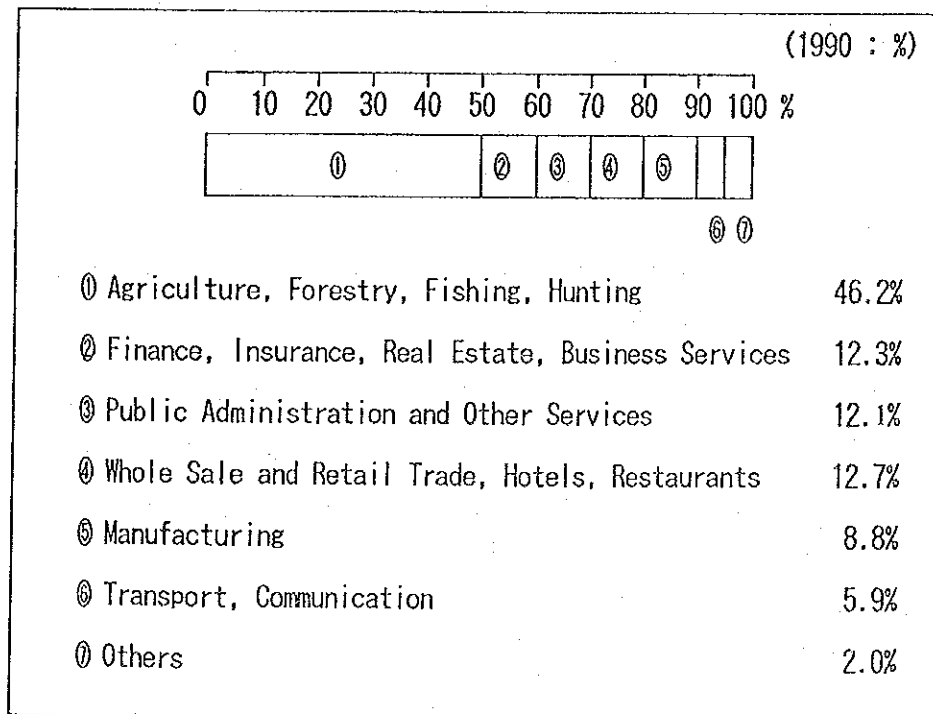 (1990 : %)
0 10 20 30 40 50 60 70 80 90 100 %
① ② ③ ④ ⑤
⑥ ⑦
① Agriculture, Forestry, Fishing, Hunting 46.2%
② Finance, Insurance, Real Estate, Business Services 12.3%
③ Public Administration and Other Services 12.1%
④ Whole Sale and Retail Trade, Hotels, Restaurants 12.7%
⑤ Manufacturing 8.8%
⑥ Transport, Communication 5.9%
⑦ Others 2.0%